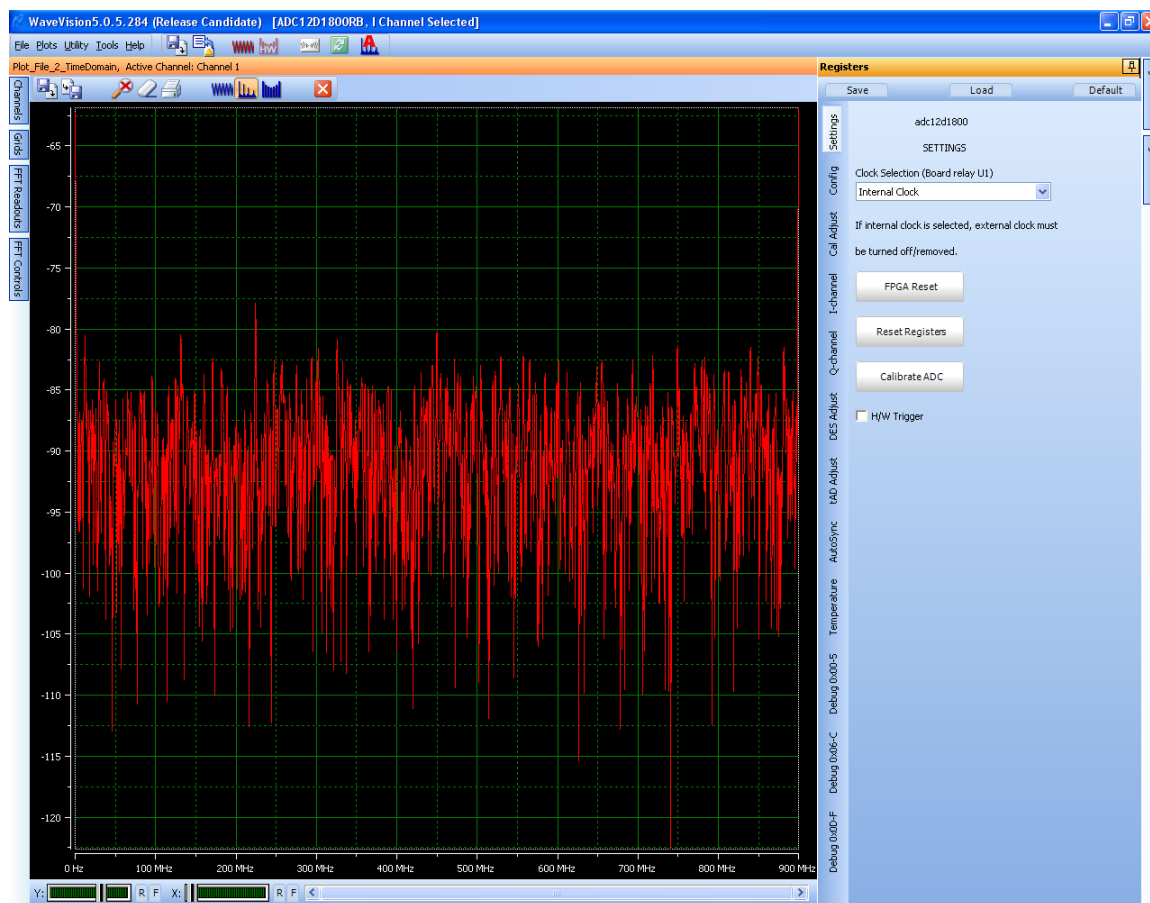 WaveVision5.0.5.284 (Release Candidate) [ADC12D1800RB, I Channel Selected]
File Plots Utility Tools Help
Plot_File_2_TimeDomain, Active Channel: Channel 1
Channels
Grids
FFT Readouts
FFT Controls
-65
-70
-75
-80
-85
-90
-95
-100
-105
-110
-115
-120
0 Hz 100 MHz 200 MHz 300 MHz 400 MHz 500 MHz 600 MHz 700 MHz 800 MHz 900 MHz
Y: R F X: R F
Registers
Save Load Default
Settings
Config
Cal Adjust
I-channel
Q-channel
DES Adjust
tAD Adjust
AutoSync
Temperature
Debug 0x00-5
Debug 0x06-C
Debug 0x0D-F
adc12d1800
SETTINGS
Clock Selection (Board relay U1)
Internal Clock
If internal clock is selected, external clock must
be turned off/removed.
FPGA Reset
Reset Registers
Calibrate ADC
H/W Trigger